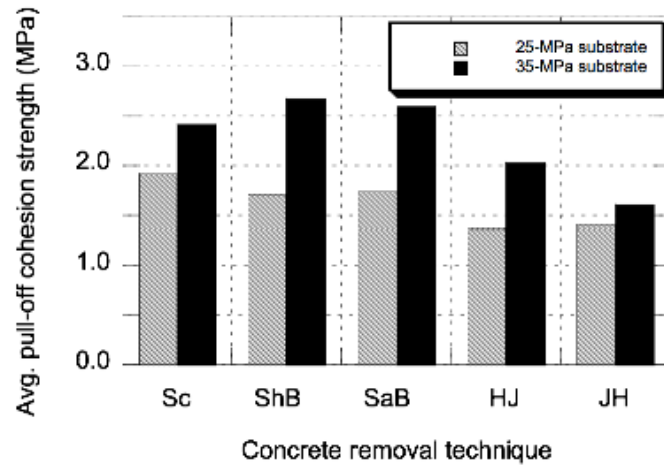 Avg. pull-off cohesion strength (MPa)
25-MPa substrate
35-MPa substrate
3.0
2.0
1.0
0.0
Sc ShB SaB HJ JH
Concrete removal technique